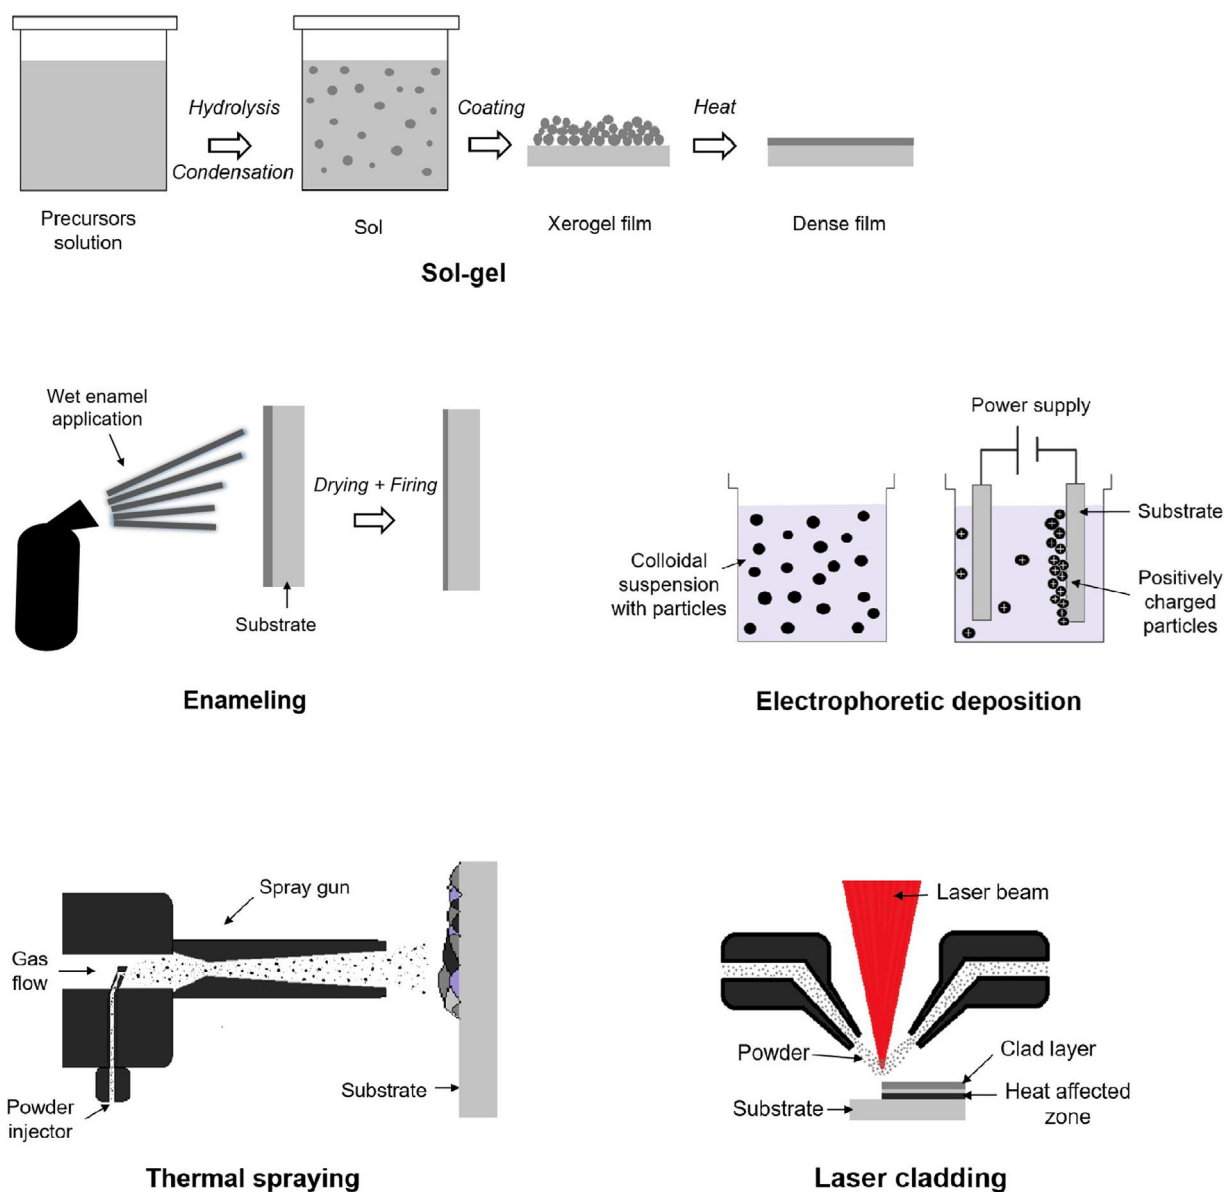 Hydrolysis
Condensation
Coating
Heat
Precursors
solution
Sol
Xerogel film
Dense film
Sol-gel
Wet enamel
application
Drying + Firing
Substrate
Enameling
Power supply
Colloidal
suspension
with particles
Substrate
Positively
charged
particles
Electrophoretic deposition
Spray gun
Gas
flow
Powder
injector
Substrate
Thermal spraying
Laser beam
Powder
Clad layer
Substrate
Heat affected
zone
Laser cladding